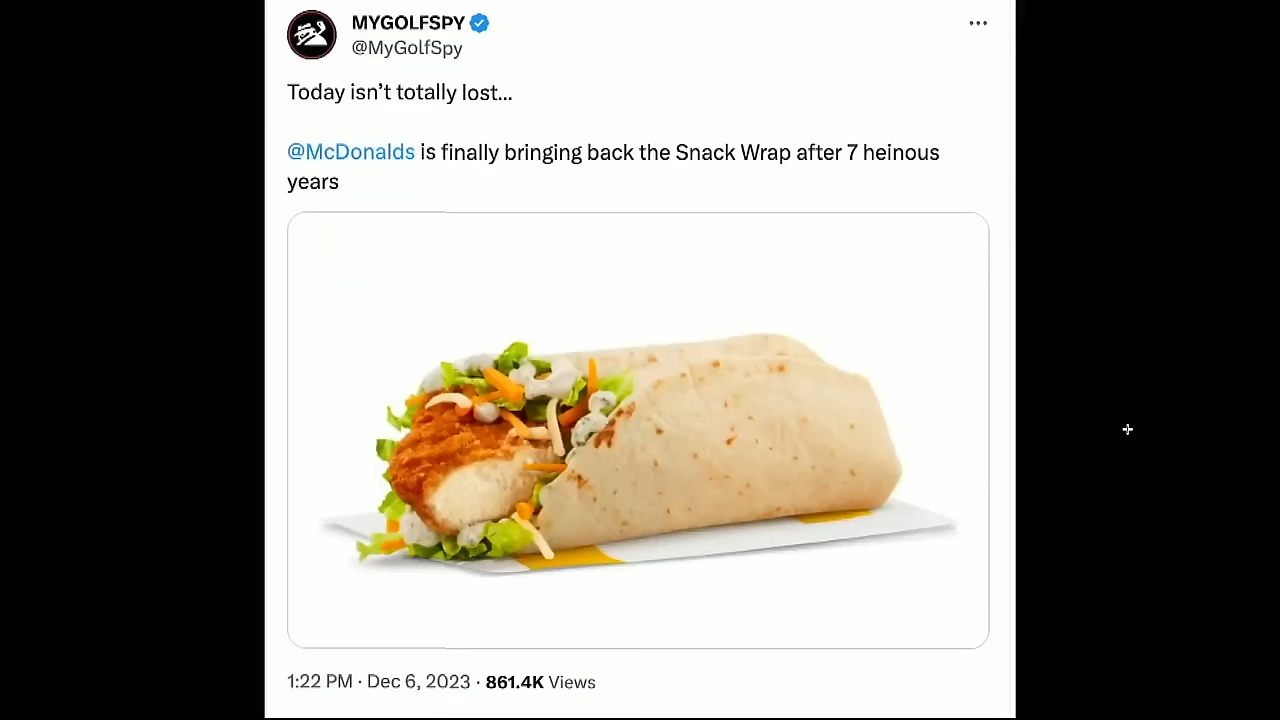 MYGOLFSPY
@MyGolfSpy
Today isn’t totally lost...
@McDonalds is finally bringing back the Snack Wrap after 7 heinous
years
1:22 PM · Dec 6, 2023 · 861.4K Views